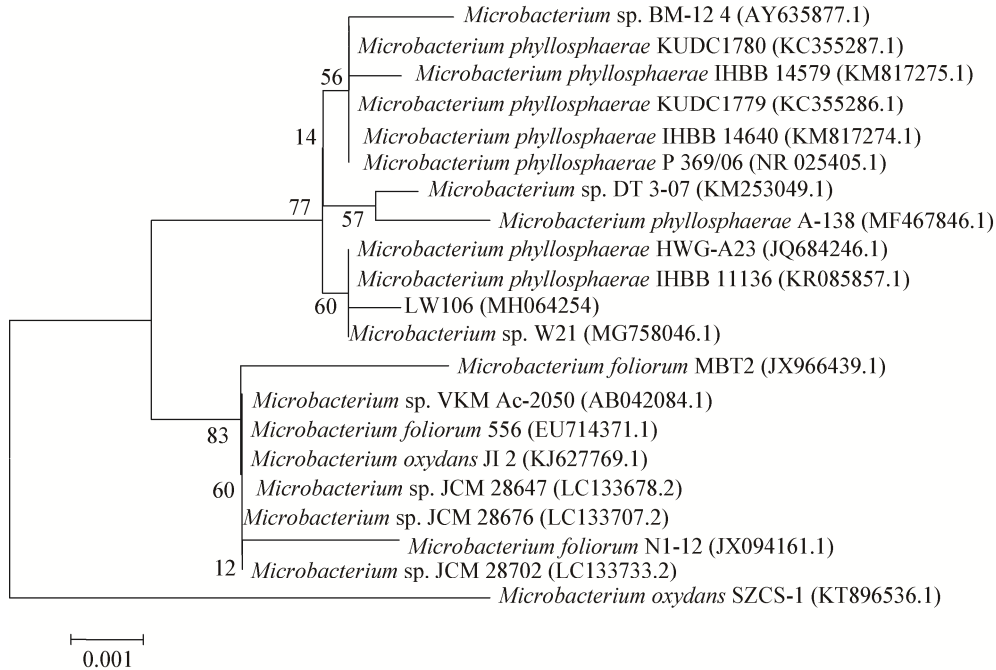 Microbacterium sp. BM-12 4 (AY635877.1)
Microbacterium phyllosphaerae KUDC1780 (KC355287.1)
56
Microbacterium phyllosphaerae IHBB 14579 (KM817275.1)
Microbacterium phyllosphaerae KUDC1779 (KC355286.1)
14
Microbacterium phyllosphaerae IHBB 14640 (KM817274.1)
Microbacterium phyllosphaerae P 369/06 (NR 025405.1)
Microbacterium sp. DT 3-07 (KM253049.1)
77
57
Microbacterium phyllosphaerae A-138 (MF467846.1)
Microbacterium phyllosphaerae HWG-A23 (JQ684246.1)
Microbacterium phyllosphaerae IHBB 11136 (KR085857.1)
60
LW106 (MH064254)
Microbacterium sp. W21 (MG758046.1)
Microbacterium foliorum MBT2 (JX966439.1)
Microbacterium sp. VKM Ac-2050 (AB042084.1)
83
Microbacterium foliorum 556 (EU714371.1)
Microbacterium oxydans JI 2 (KJ627769.1)
60
Microbacterium sp. JCM 28647 (LC133678.2)
Microbacterium sp. JCM 28676 (LC133707.2)
Microbacterium foliorum N1-12 (JX094161.1)
12
Microbacterium sp. JCM 28702 (LC133733.2)
Microbacterium oxydans SZCS-1 (KT896536.1)
0.001